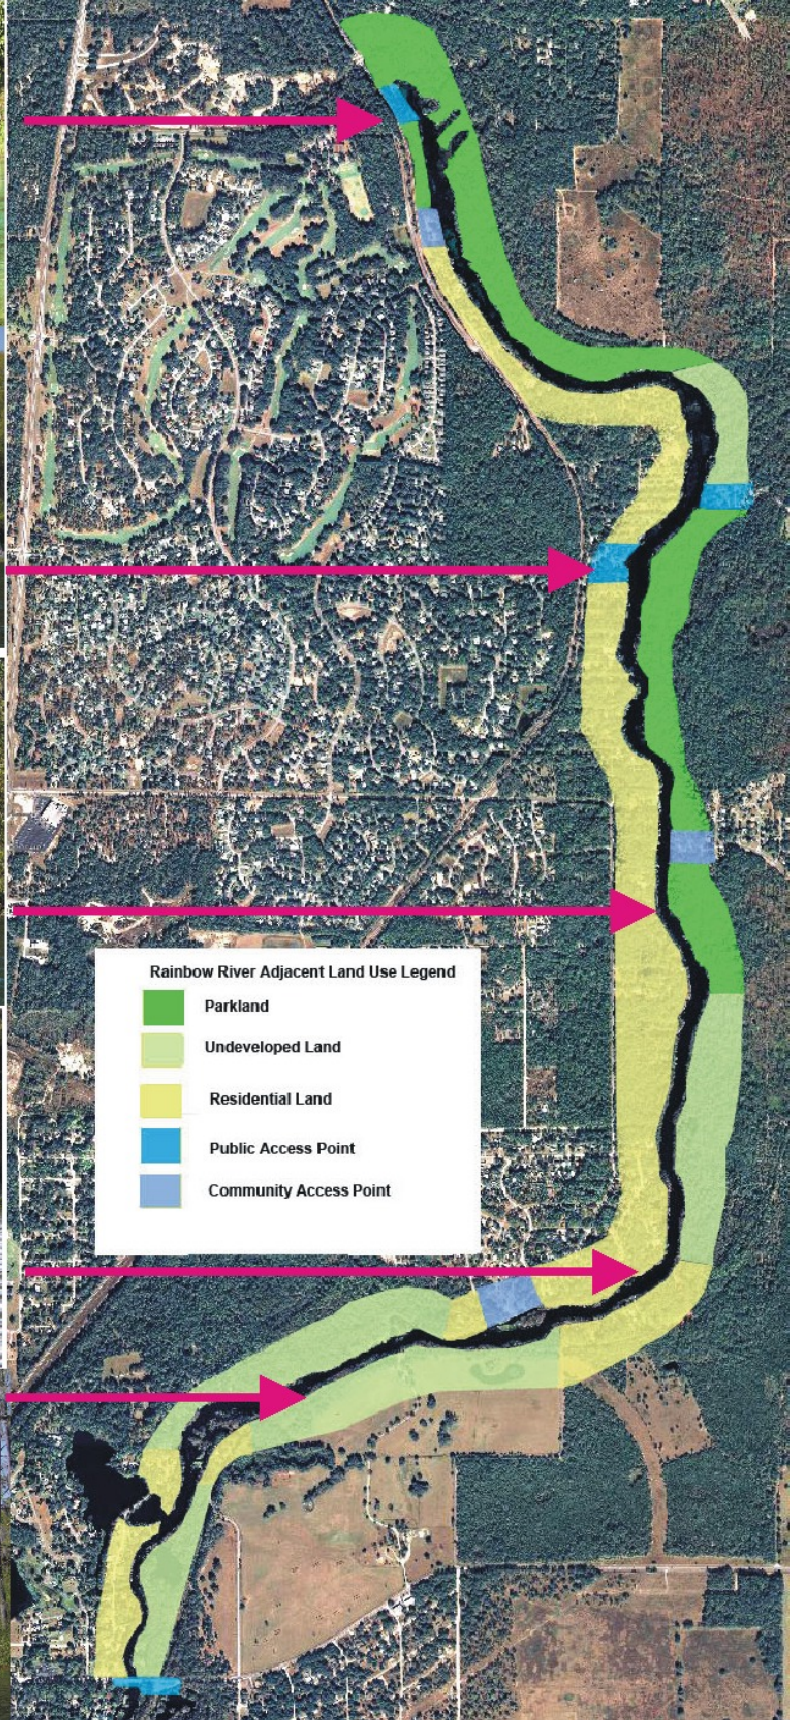 Rainbow River Adjacent Land Use Legend
Parkland
Undeveloped Land
Residential Land
Public Access Point
Community Access Point